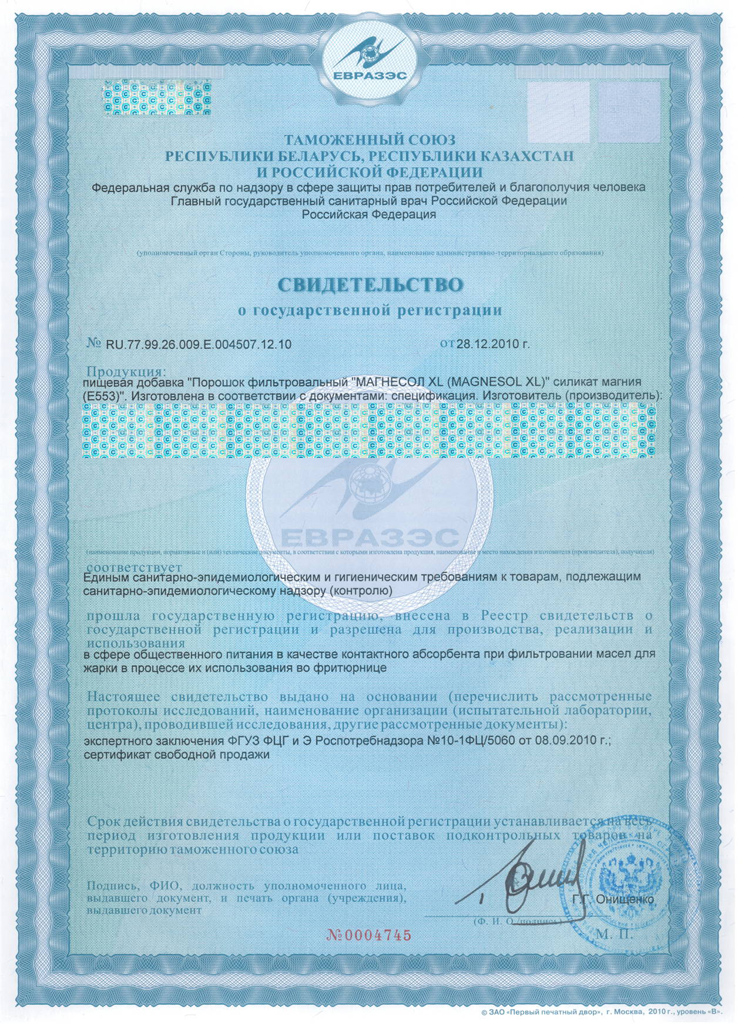 ЕВРАЗЭС
ТАМОЖЕННЫЙ СОЮЗ
РЕСПУБЛИКИ БЕЛАРУСЬ, РЕСПУБЛИКИ КАЗАХСТАН
И РОССИЙСКОЙ ФЕДЕРАЦИИ
Федеральная служба по надзору в сфере защиты прав потребителей и благополучия человека
Главный государственный санитарный врач Российской Федерации
Российская Федерация
(уполномоченный орган Стороны, руководитель уполномоченного органа, наименование административно-территориального образования)
СВИДЕТЕЛЬСТВО
о государственной регистрации
№ RU.77.99.26.009.Е.004507.12.10 от 28.12.2010 г.
Продукция:
пищевая добавка "Порошок фильтровальный "МАГНЕСОЛ XL (MAGNESOL XL)" силикат магния
(Е553)". Изготовлена в соответствии с документами: спецификация. Изготовитель (производитель):
ЕВРАЗЭС
(наименование продукции, нормативные и (или) технические документы, в соответствии с которыми изготовлена продукция, наименование и место нахождения изготовителя (производителя), получателя)
соответствует
Единым санитарно-эпидемиологическим и гигиеническим требованиям к товарам, подлежащим
санитарно-эпидемиологическому надзору (контролю)
прошла государственную регистрацию, внесена в Реестр свидетельств о
государственной регистрации и разрешена для производства, реализации и
использования
в сфере общественного питания в качестве контактного абсорбента при фильтровании масел для
жарки в процессе их использования во фритюрнице
Настоящее свидетельство выдано на основании (перечислить рассмотренные
протоколы исследований, наименование организации (испытательной лаборатории,
центра), проводившей исследования, другие рассмотренные документы):
экспертного заключения ФГУЗ ФЦГ и Э Роспотребнадзора №10-1ФЦ/5060 от 08.09.2010 г.;
сертификат свободной продажи
Срок действия свидетельства о государственной регистрации устанавливается на весь
период изготовления продукции или поставок подконтрольных товаров на
территорию таможенного союза
Подпись, ФИО, должность уполномоченного лица,
выдавшего документ, и печать органа (учреждения),
выдавшего документ
Г.Г. Онищенко
(Ф. И. О./подпись)
М. П.
№0004745
© ЗАО «Первый печатный двор», г. Москва, 2010 г., уровень «В».